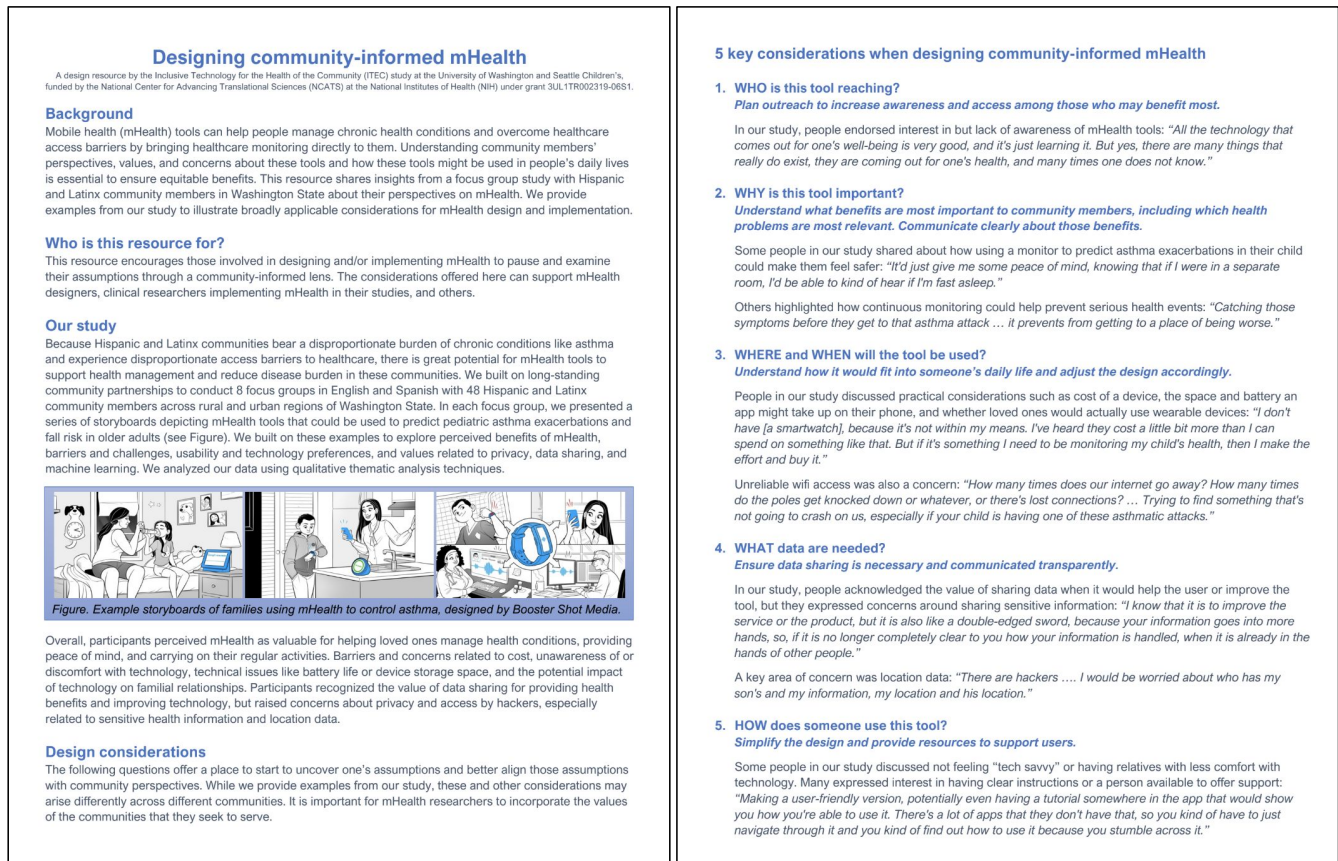 Designing community-informed mHealth
A design resource by the Inclusive Technology for the Health of the Community (ITEC) study at the University of Washington and Seattle Children's,
funded by the National Center for Advancing Translational Sciences (NCATS) at the National Institutes of Health (NIH) under grant 3UL1TR002319-06S1.
Background
Mobile health (mHealth) tools can help people manage chronic health conditions and overcome healthcare
access barriers by bringing healthcare monitoring directly to them. Understanding community members'
perspectives, values, and concerns about these tools and how these tools might be used in people's daily lives
is essential to ensure equitable benefits. This resource shares insights from a focus group study with Hispanic
and Latinx community members in Washington State about their perspectives on mHealth. We provide
examples from our study to illustrate broadly applicable considerations for mHealth design and implementation.
Who is this resource for?
This resource encourages those involved in designing and/or implementing mHealth to pause and examine
their assumptions through a community-informed lens. The considerations offered here can support mHealth
designers, clinical researchers implementing mHealth in their studies, and others.
Our study
Because Hispanic and Latinx communities bear a disproportionate burden of chronic conditions like asthma
and experience disproportionate access barriers to healthcare, there is great potential for mHealth tools to
support health management and reduce disease burden in these communities. We built on long-standing
community partnerships to conduct 8 focus groups in English and Spanish with 48 Hispanic and Latinx
community members across rural and urban regions of Washington State. In each focus group, we presented a
series of storyboards depicting mHealth tools that could be used to predict pediatric asthma exacerbations and
fall risk in older adults (see Figure). We built on these examples to explore perceived benefits of mHealth,
barriers and challenges, usability and technology preferences, and values related to privacy, data sharing, and
machine learning. We analyzed our data using qualitative thematic analysis techniques.
Figure. Example storyboards of families using mHealth to control asthma, designed by Booster Shot Media.
Overall, participants perceived mHealth as valuable for helping loved ones manage health conditions, providing
peace of mind, and carrying on their regular activities. Barriers and concerns related to cost, unawareness of or
discomfort with technology, technical issues like battery life or device storage space, and the potential impact
of technology on familial relationships. Participants recognized the value of data sharing for providing health
benefits and improving technology, but raised concerns about privacy and access by hackers, especially
related to sensitive health information and location data.
Design considerations
The following questions offer a place to start to uncover one's assumptions and better align those assumptions
with community perspectives. While we provide examples from our study, these and other considerations may
arise differently across different communities. It is important for mHealth researchers to incorporate the values
of the communities that they seek to serve.
5 key considerations when designing community-informed mHealth
1. WHO is this tool reaching?
Plan outreach to increase awareness and access among those who may benefit most.
In our study, people endorsed interest in but lack of awareness of mHealth tools: “All the technology that
comes out for one's well-being is very good, and it's just learning it. But yes, there are many things that
really do exist, they are coming out for one's health, and many times one does not know.”
2. WHY is this tool important?
Understand what benefits are most important to community members, including which health
problems are most relevant. Communicate clearly about those benefits.
Some people in our study shared about how using a monitor to predict asthma exacerbations in their child
could make them feel safer: “It'd just give me some peace of mind, knowing that if I were in a separate
room, I'd be able to kind of hear if I'm fast asleep.”
Others highlighted how continuous monitoring could help prevent serious health events: “Catching those
symptoms before they get to that asthma attack … it prevents from getting to a place of being worse.”
3. WHERE and WHEN will the tool be used?
Understand how it would fit into someone's daily life and adjust the design accordingly.
People in our study discussed practical considerations such as cost of a device, the space and battery an
app might take up on their phone, and whether loved ones would actually use wearable devices: “I don't
have [a smartwatch], because it's not within my means. I've heard they cost a little bit more than I can
spend on something like that. But if it's something I need to be monitoring my child's health, then I make the
effort and buy it.”
Unreliable wifi access was also a concern: “How many times does our internet go away? How many times
do the poles get knocked down or whatever, or there's lost connections? … Trying to find something that's
not going to crash on us, especially if your child is having one of these asthmatic attacks.”
4. WHAT data are needed?
Ensure data sharing is necessary and communicated transparently.
In our study, people acknowledged the value of sharing data when it would help the user or improve the
tool, but they expressed concerns around sharing sensitive information: “I know that it is to improve the
service or the product, but it is also like a double-edged sword, because your information goes into more
hands, so, if it is no longer completely clear to you how your information is handled, when it is already in the
hands of other people.”
A key area of concern was location data: “There are hackers …. I would be worried about who has my
son's and my information, my location and his location.”
5. HOW does someone use this tool?
Simplify the design and provide resources to support users.
Some people in our study discussed not feeling “tech savvy” or having relatives with less comfort with
technology. Many expressed interest in having clear instructions or a person available to offer support:
“Making a user-friendly version, potentially even having a tutorial somewhere in the app that would show
you how you're able to use it. There's a lot of apps that they don't have that, so you kind of have to just
navigate through it and you kind of find out how to use it because you stumble across it.”